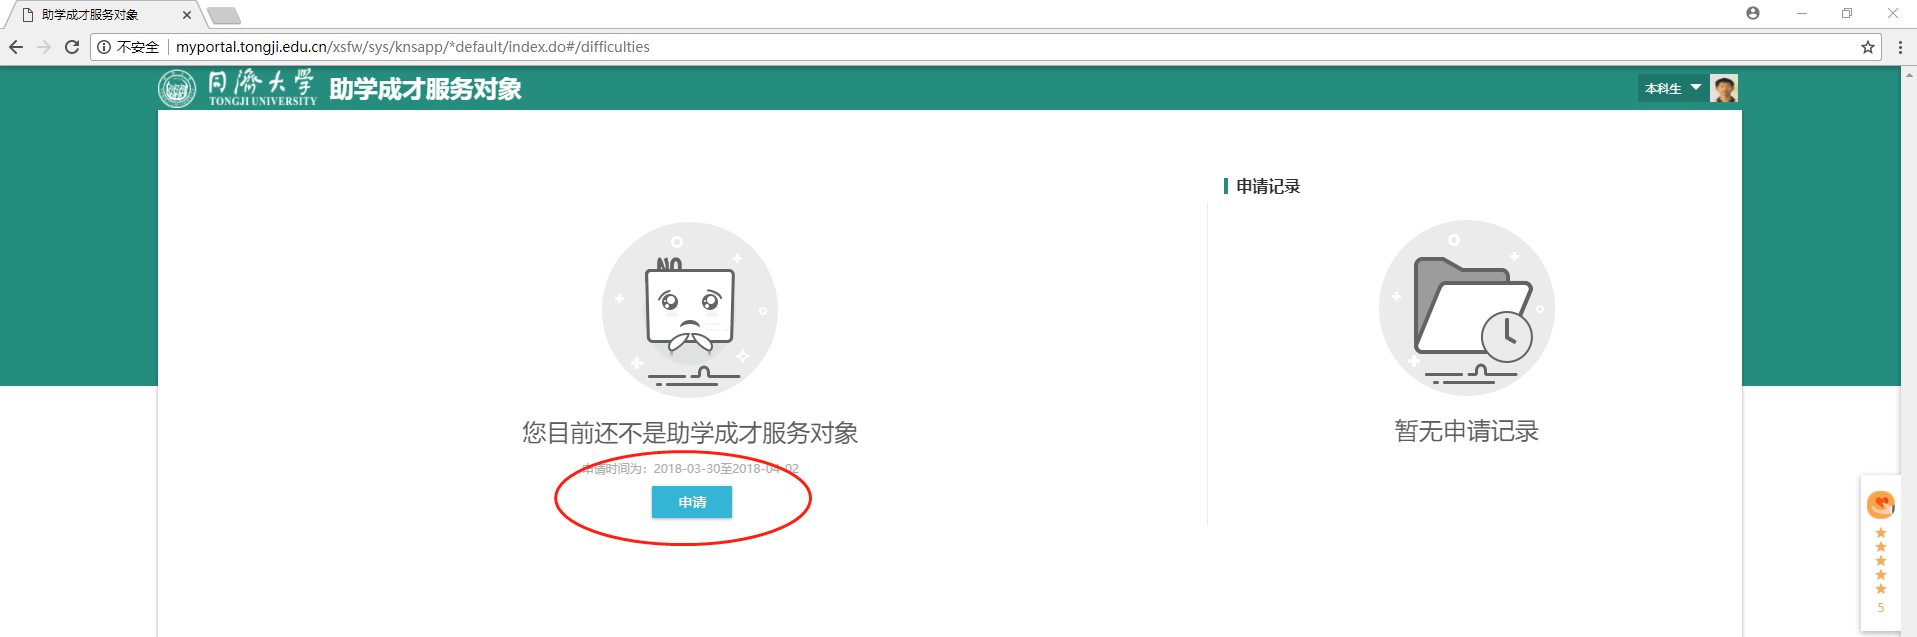 助学成才服务对象
不安全 myportal.tongji.edu.cn/xsfw/sys/knsapp/*default/index.do#/difficulties
同济大学 TONGJI UNIVERSITY 助学成才服务对象
本科生
NO
您目前还不是助学成才服务对象
申请时间为：2018-03-30至2018-04-02
申请
申请记录
暂无申请记录
5